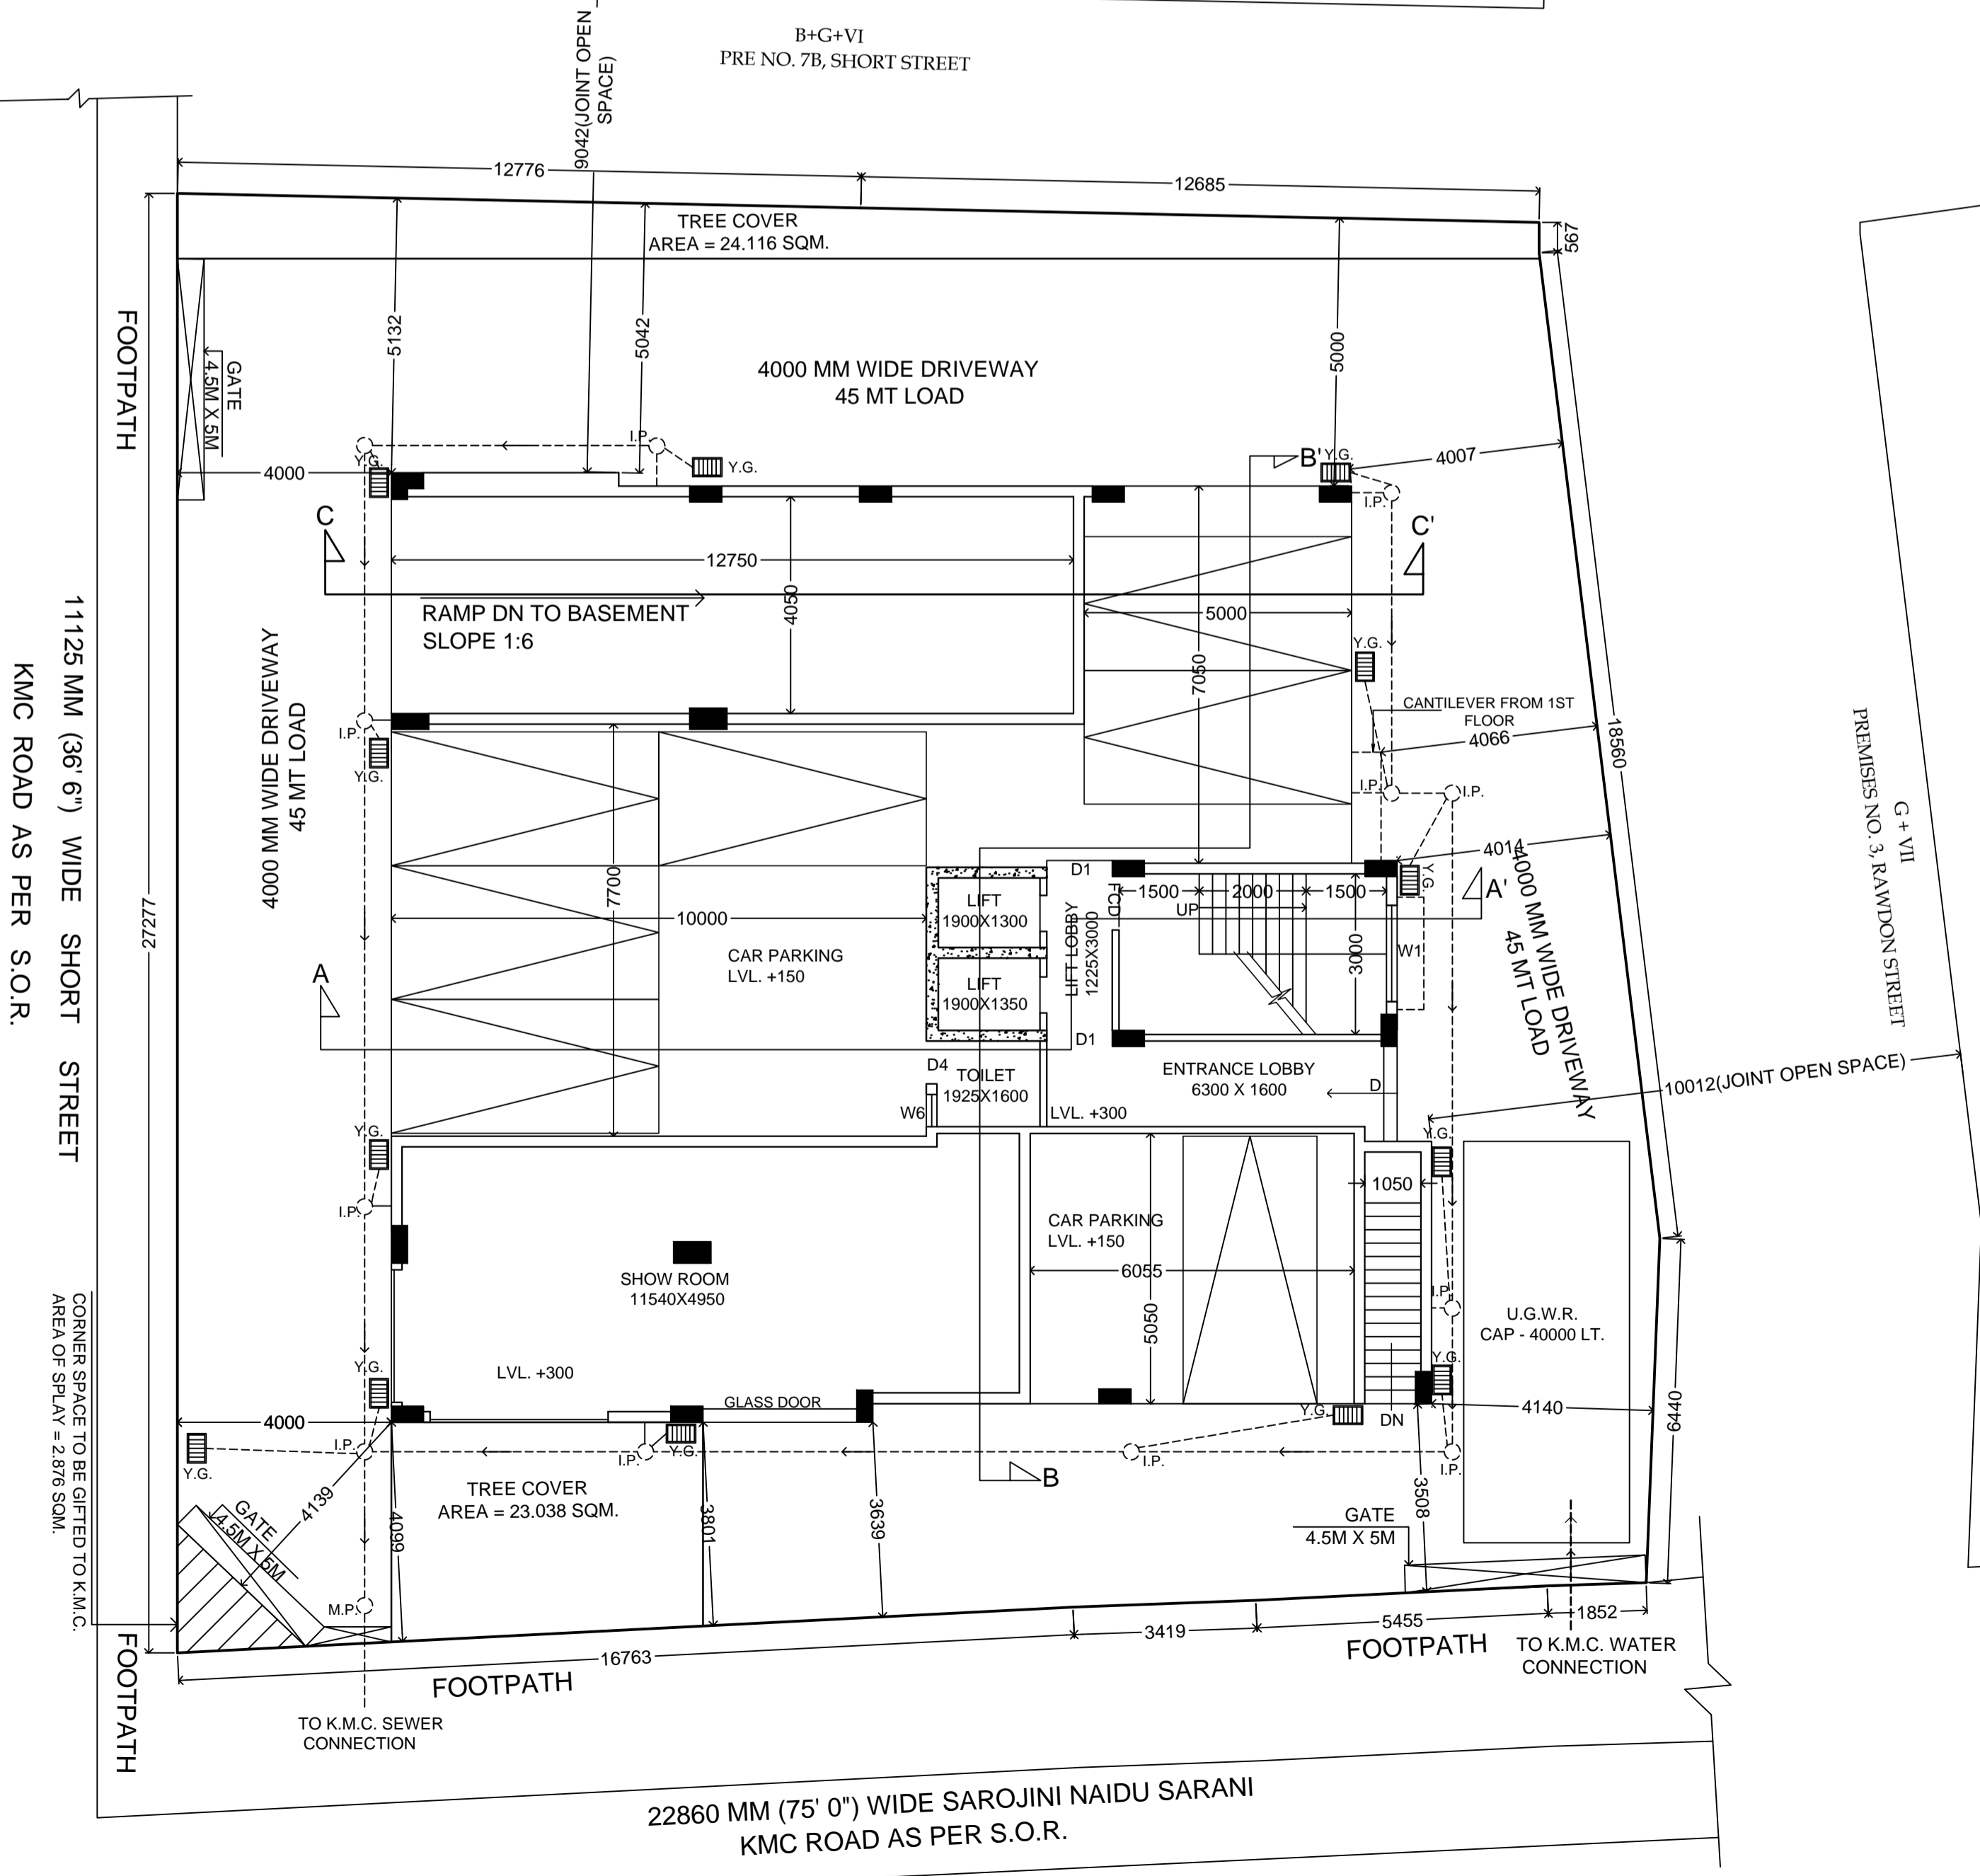 B+G+VI
PRE NO. 7B, SHORT STREET
9042(JOINT OPEN
SPACE)
12776
12685
567
TREE COVER
AREA = 24.116 SQM.
5132
5042
5000
FOOTPATH
GATE
4.5M X 5M
4000 MM WIDE DRIVEWAY
45 MT LOAD
I.P.
Y.G.
Y.G.
B'
Y.G.
4007
4000
I.P.
C
C'
12750
4050
5000
RAMP DN TO BASEMENT
SLOPE 1:6
7050
Y.G.
CANTILEVER FROM 1ST
FLOOR
4066
18560
I.P.
Y.G.
4000 MM WIDE DRIVEWAY
45 MT LOAD
11125 MM (36' 6") WIDE SHORT STREET
KMC ROAD AS PER S.O.R.
27277
I.P.
I.P.
4014
G + VII
PREMISES NO. 3, RAWDON STREET
7700
10000
CAR PARKING
LVL. +150
D1
LIFT
1900X1300
LIFT
1900X1350
LIFT LOBBY
1225X3000
FCD
1500
2000
1500
UP
3000
Y.G
A'
W1
4000 MM WIDE DRIVEWAY
45 MT LOAD
A
D1
D4
TOILET
1925X1600
W6
LVL. +300
ENTRANCE LOBBY
6300 X 1600
D
10012(JOINT OPEN SPACE)
Y.G.
Y.G.
I.P.
1050
CAR PARKING
LVL. +150
6055
5050
SHOW ROOM
11540X4950
LVL. +300
GLASS DOOR
I.P.
U.G.W.R.
CAP - 40000 LT.
Y.G.
Y.G.
4000
I.P.
Y.G.
I.P.
Y.G.
Y.G.
I.P.
DN
I.P.
4140
6440
B
CORNER SPACE TO BE GIFTED TO K.M.C.
AREA OF SPLAY = 2.876 SQM.
GATE
4.5M X 5M
4139
4099
TREE COVER
AREA = 23.038 SQM.
3801
3639
3508
GATE
4.5M X 5M
M.P.
FOOTPATH
16763
3419
5455
1852
FOOTPATH
FOOTPATH
TO K.M.C. WATER
CONNECTION
TO K.M.C. SEWER
CONNECTION
22860 MM (75' 0") WIDE SAROJINI NAIDU SARANI
KMC ROAD AS PER S.O.R.